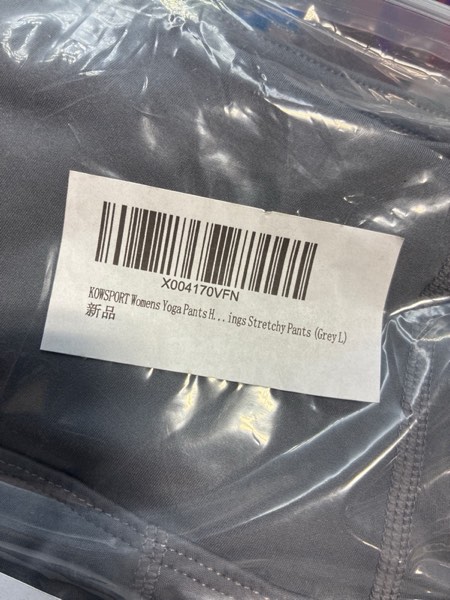 X004170VFN
KOWSPORT Womens Yoga Pants H...ings Stretchy Pants (Grey L)
新品